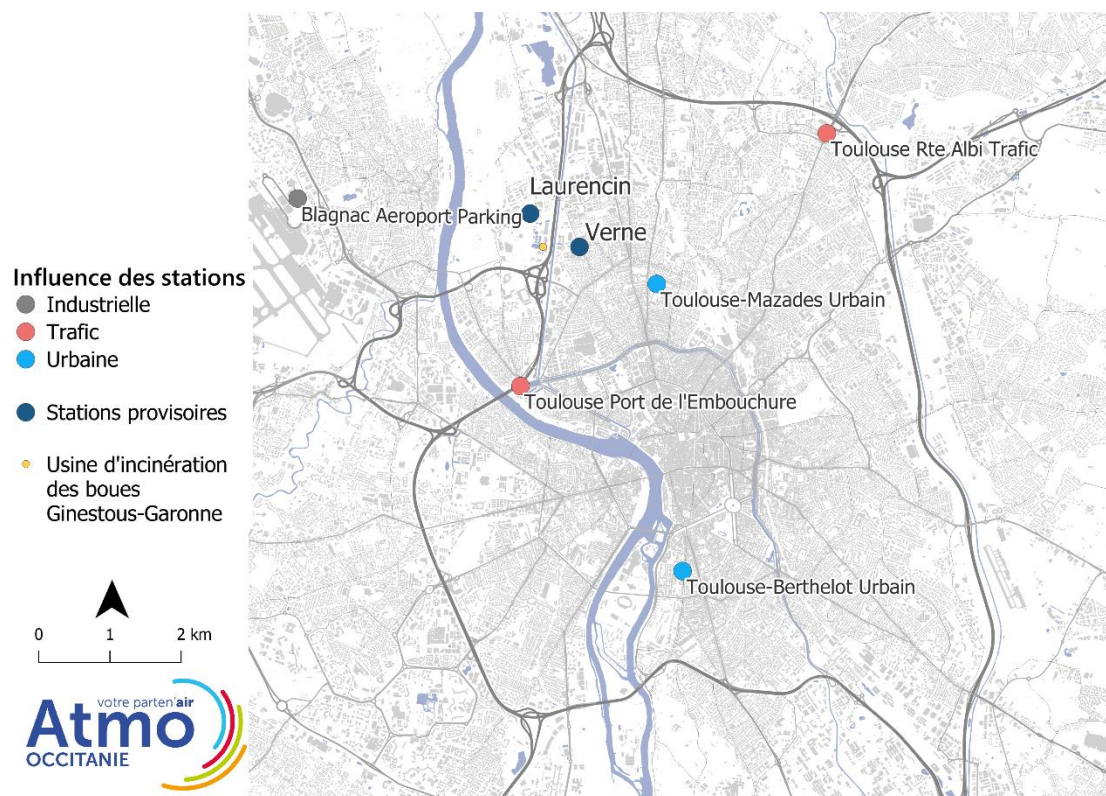 Influence des stations
Industrielle
Trafic
Urbaine
Stations provisoires
Usine d'incinération
des boues
Ginestous-Garonne
0 1 2 km
votre parten'air
Atmo
OCCITANIE
Toulouse Rte Albi Trafic
Laurencin
Blagnac Aeroport Parking
Verne
Toulouse-Mazades Urbain
Toulouse Port de l'Embouchure
Toulouse-Berthelot Urbain